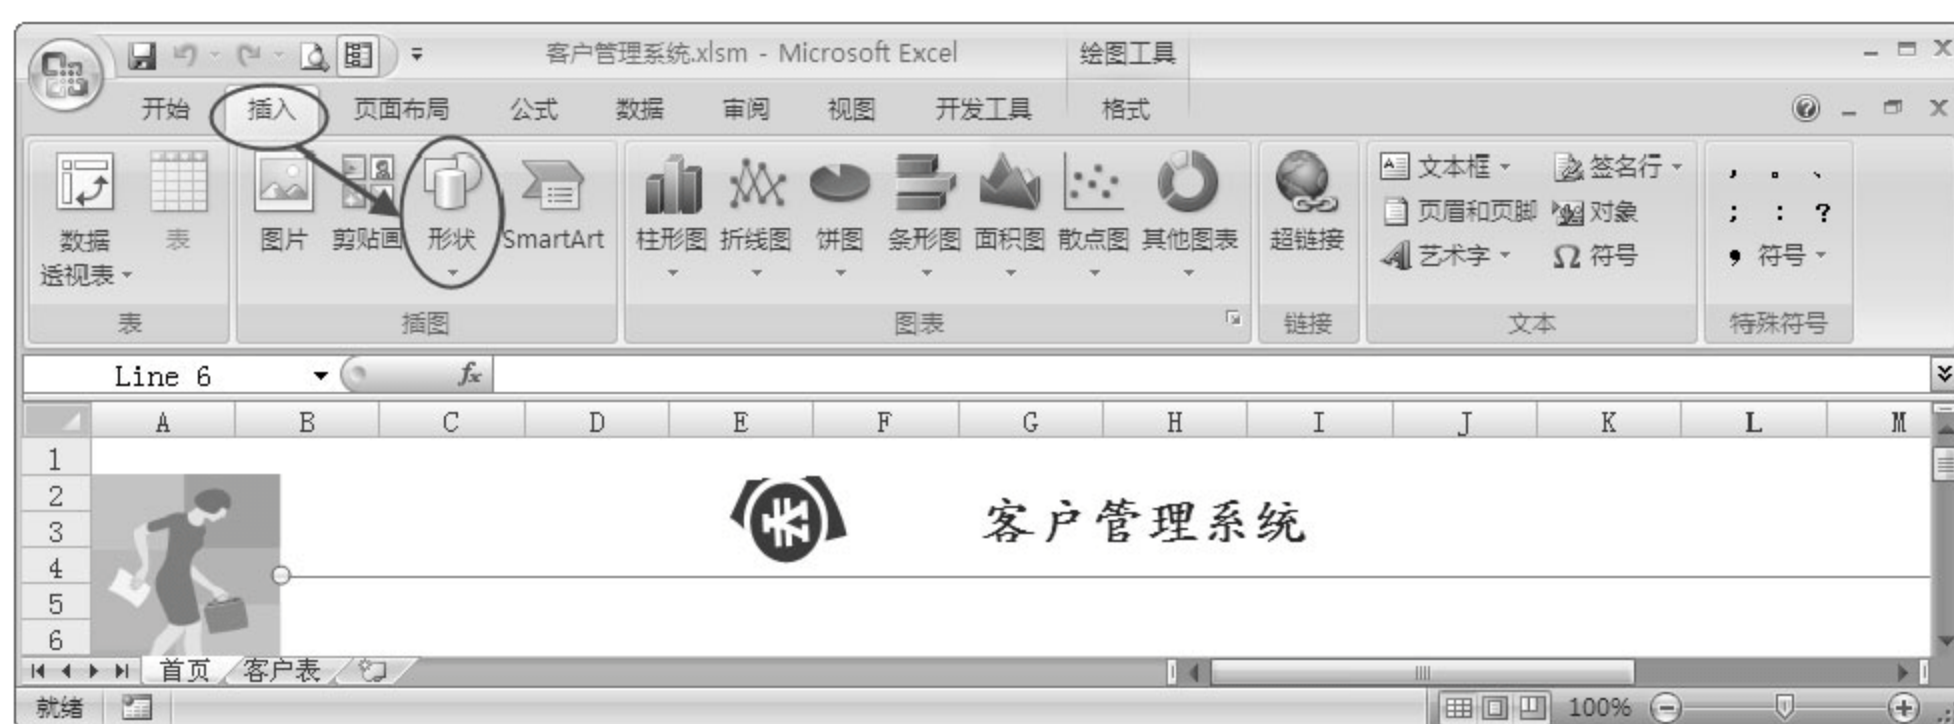 客户管理系统.xlsm - Microsoft Excel 绘图工具
开始 插入 页面布局 公式 数据 审阅 视图 开发工具 格式
文本框 签名行 , 。 、
页眉和页脚 对象 ; : ?
数据 表 图片 剪贴画 形状 SmartArt 柱形图 折线图 饼图 条形图 面积图 散点图 其他图表 超链接
透视表 艺术字 Ω 符号 , 符号
表 插图 图表 链接 文本 特殊符号
Line 6 fx
A B C D E F G H I J K L M
1
2
3 客户管理系统
4
5
6
首页 客户表
就绪 100%